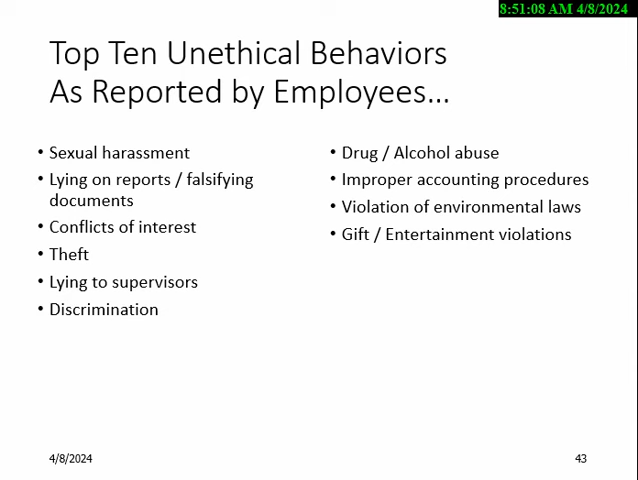 8:51:08 AM 4/8/2024
Top Ten Unethical Behaviors
As Reported by Employees…
• Sexual harassment
• Lying on reports / falsifying
documents
• Conflicts of interest
• Theft
• Lying to supervisors
• Discrimination
• Drug / Alcohol abuse
• Improper accounting procedures
• Violation of environmental laws
• Gift / Entertainment violations
4/8/2024
43